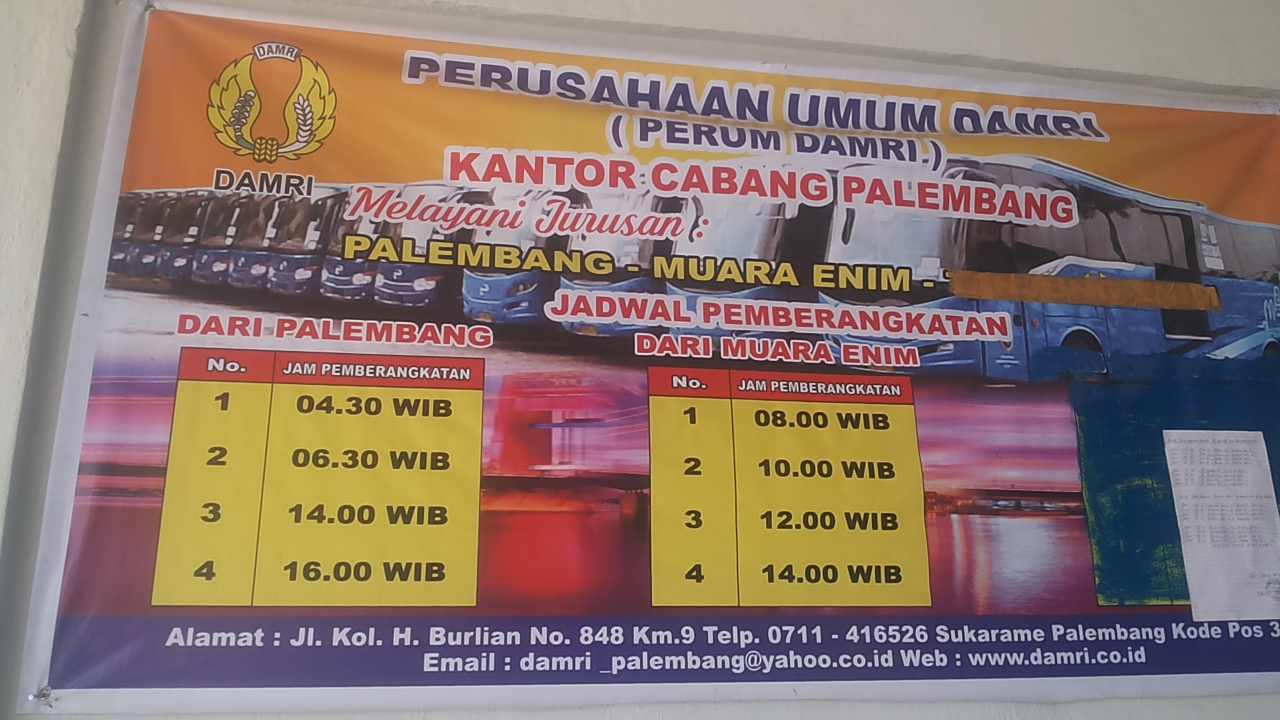 DAMRI
DAMRI
PERUSAHAAN UMUM DAMRI
( PERUM DAMRI )
KANTOR CABANG PALEMBANG
Melayani Jurusan :
PALEMBANG - MUARA ENIM -
JADWAL PEMBERANGKATAN
DARI PALEMBANG
No. JAM PEMBERANGKATAN
1 04.30 WIB
2 06.30 WIB
3 14.00 WIB
4 16.00 WIB
DARI MUARA ENIM
No. JAM PEMBERANGKATAN
1 08.00 WIB
2 10.00 WIB
3 12.00 WIB
4 14.00 WIB
Alamat : Jl. Kol. H. Burlian No. 848 Km.9 Telp. 0711 - 416526 Sukarame Palembang Kode Pos 3
Email : damri _palembang@yahoo.co.id Web : www.damri.co.id